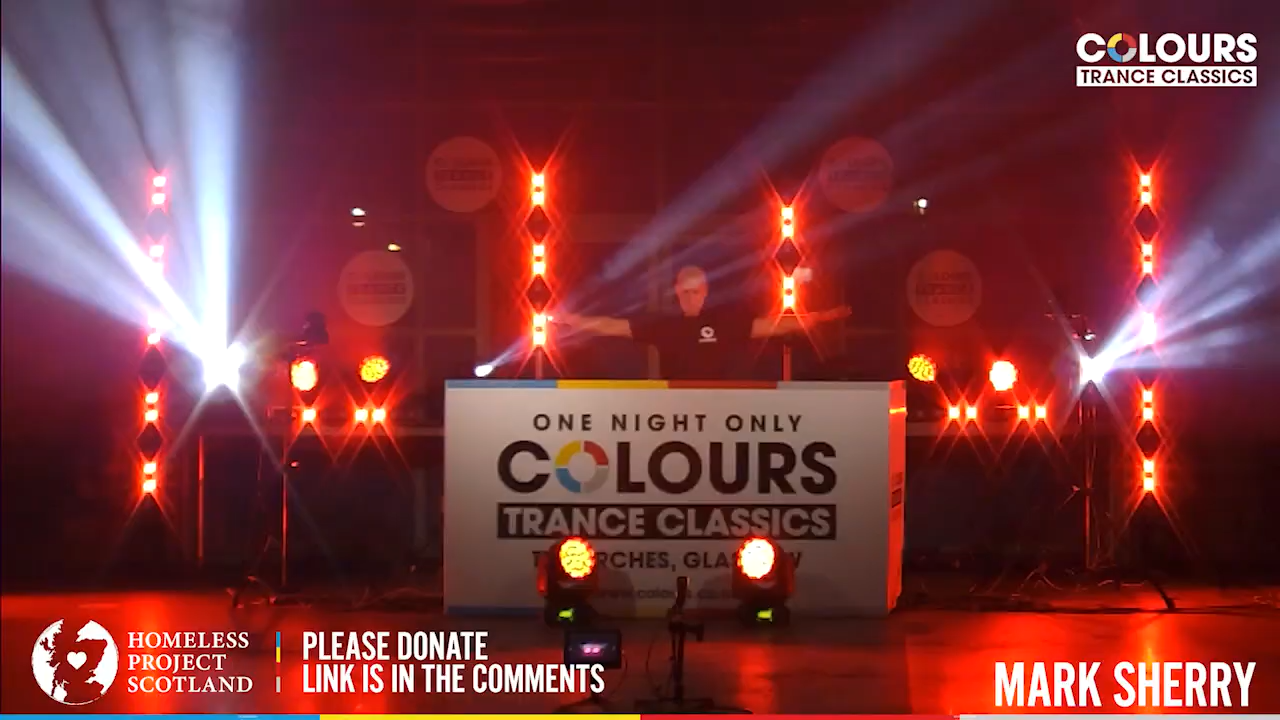 COLOURS
TRANCE CLASSICS
ONE NIGHT ONLY
COLOURS
TRANCE CLASSICS
HOMELESS
PROJECT
SCOTLAND
PLEASE DONATE
LINK IS IN THE COMMENTS
MARK SHERRY